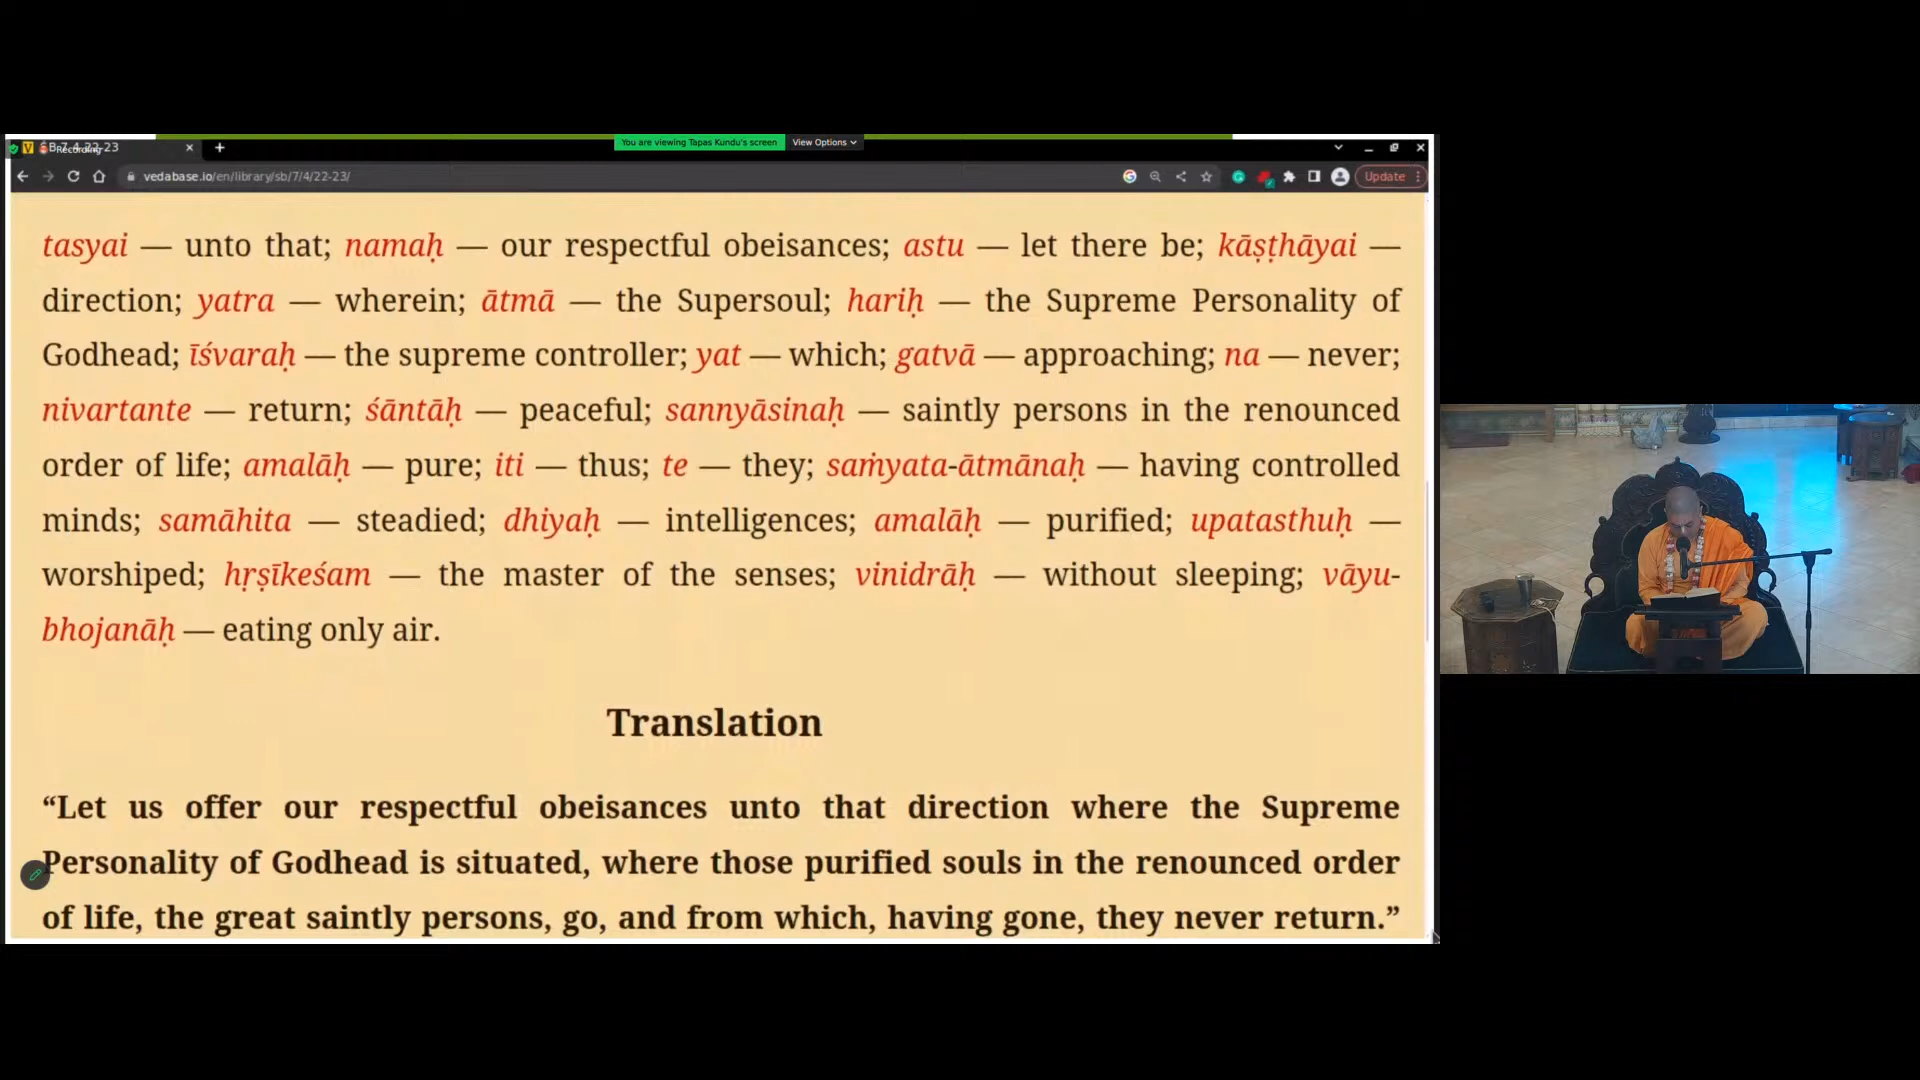 You are viewing Tapas Kundu's screen View Options
vedabase.io/en/library/sb/7/4/22-23/
Update
tasyai — unto that; namaḥ — our respectful obeisances; astu — let there be; kāṣṭhāyai —
direction; yatra — wherein; ātmā — the Supersoul; hariḥ — the Supreme Personality of
Godhead; īśvaraḥ — the supreme controller; yat — which; gatvā — approaching; na — never;
nivartante — return; śāntāḥ — peaceful; sannyāsinaḥ — saintly persons in the renounced
order of life; amalāḥ — pure; iti — thus; te — they; saṁyata-ātmānaḥ — having controlled
minds; samāhita — steadied; dhiyaḥ — intelligences; amalāḥ — purified; upatasthuḥ —
worshiped; hṛṣīkeśam — the master of the senses; vinidrāḥ — without sleeping; vāyu-
bhojanāḥ — eating only air.
Translation
“Let us offer our respectful obeisances unto that direction where the Supreme
Personality of Godhead is situated, where those purified souls in the renounced order
of life, the great saintly persons, go, and from which, having gone, they never return.”